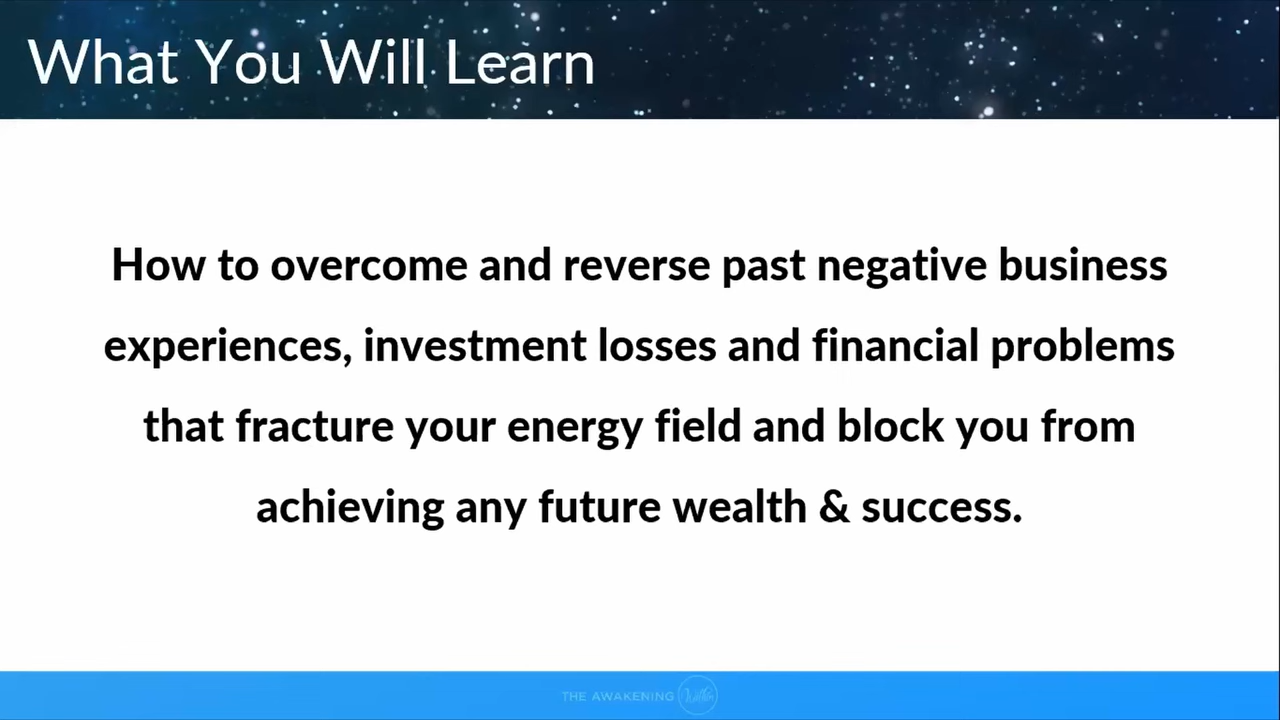 What You Will Learn
How to overcome and reverse past negative business
experiences, investment losses and financial problems
that fracture your energy field and block you from
achieving any future wealth & success.
THE AWAKENING Within